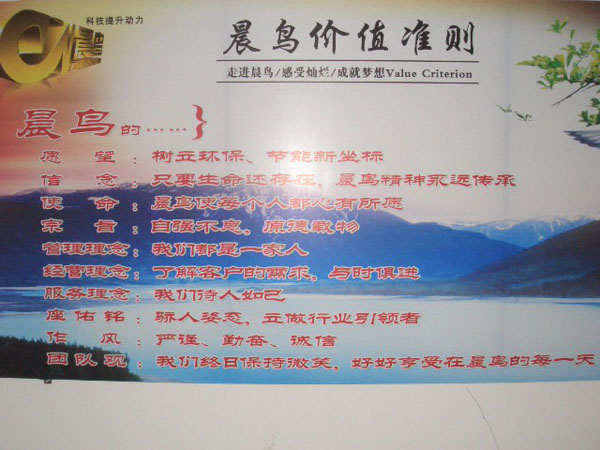 科技提升动力
晨鸟价值准则
走进晨鸟/感受灿烂/成就梦想Value Criterion
晨鸟的……}
愿望：树立环保、节能新坐标
信念：只要生命还存在，晨鸟精神永远传承
使命：晨鸟使每个人都心有所愿
宗旨：自强不息，厚德载物
管理理念：我们都是一家人
经营理念：了解客户的需求，与时俱进
服务理念：我们待人如己
座佑铭：骄人姿态，立做行业引领者
作风：严谨、勤奋、诚信
团队观：我们终日保持微笑，好好享受在晨鸟的每一天